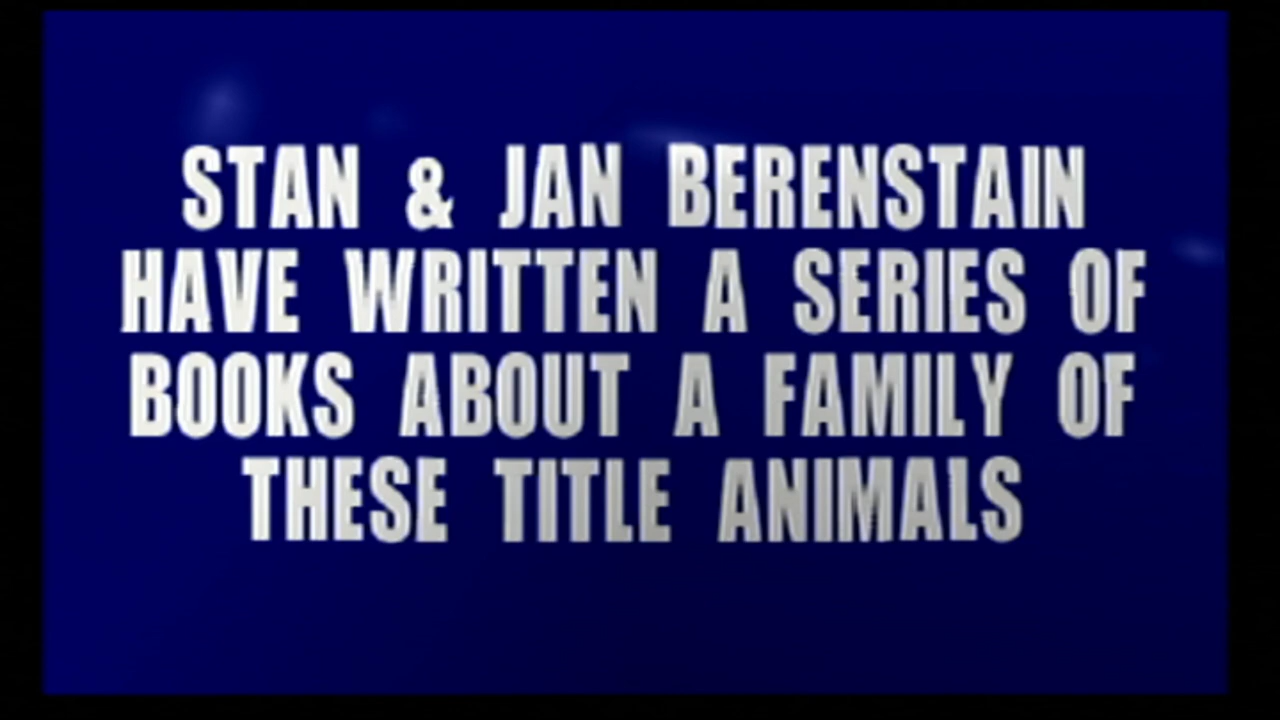 STAN & JAN BERENSTAIN
HAVE WRITTEN A SERIES OF
BOOKS ABOUT A FAMILY OF
THESE TITLE ANIMALS